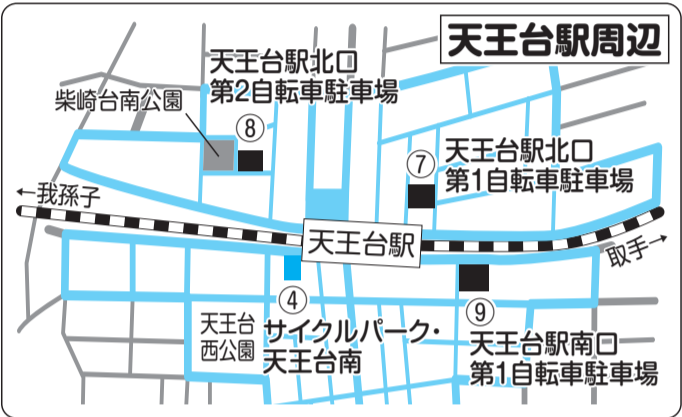 天王台駅周辺
天王台駅北口
第2自転車駐車場
柴崎台南公園
⑧
⑦
天王台駅北口
第1自転車駐車場
←我孫子
天王台駅
取手→
④
サイクルパーク・
天王台南
天王台
西公園
⑨
天王台駅南口
第1自転車駐車場